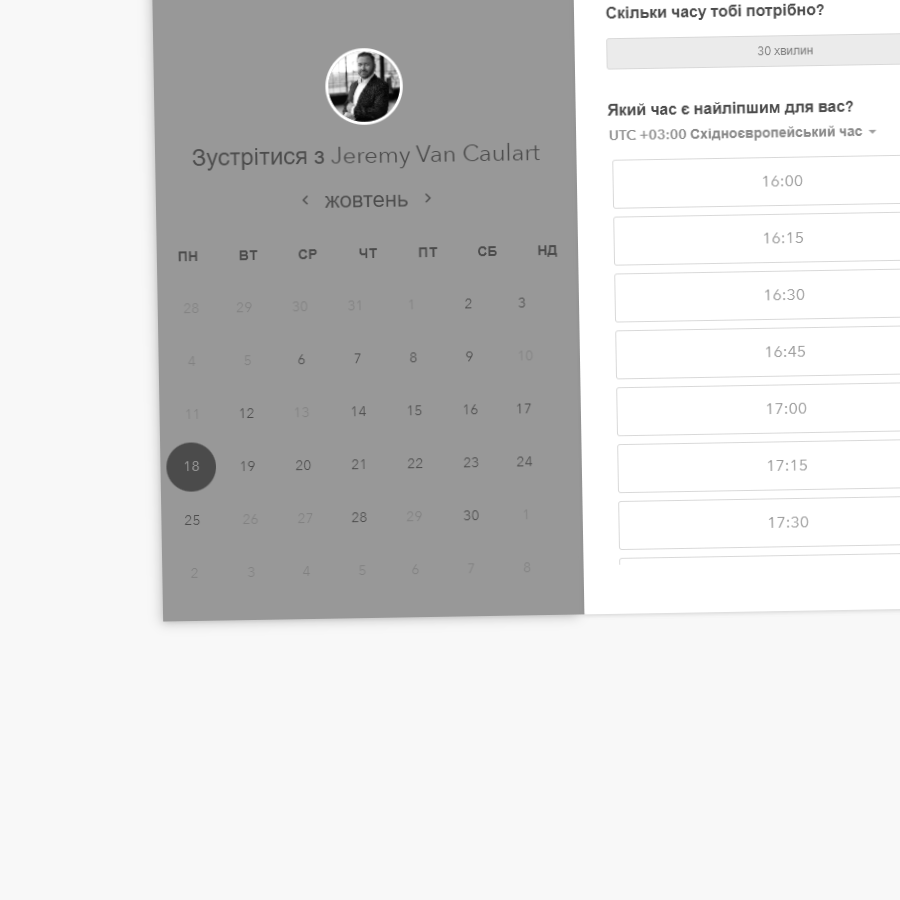 Зустрітися з Jeremy Van Caulart
жовтень
ПН ВТ СР ЧТ ПТ СБ НД
28 29 30 31 1 2 3
4 5 6 7 8 9 10
11 12 13 14 15 16 17
18 19 20 21 22 23 24
25 26 27 28 29 30 1
2 3 4 5 6 7 8
Скільки часу тобі потрібно?
30 хвилин
Який час є найліпшим для вас?
UTC +03:00 Східноєвропейський час
16:00
16:15
16:30
16:45
17:00
17:15
17:30